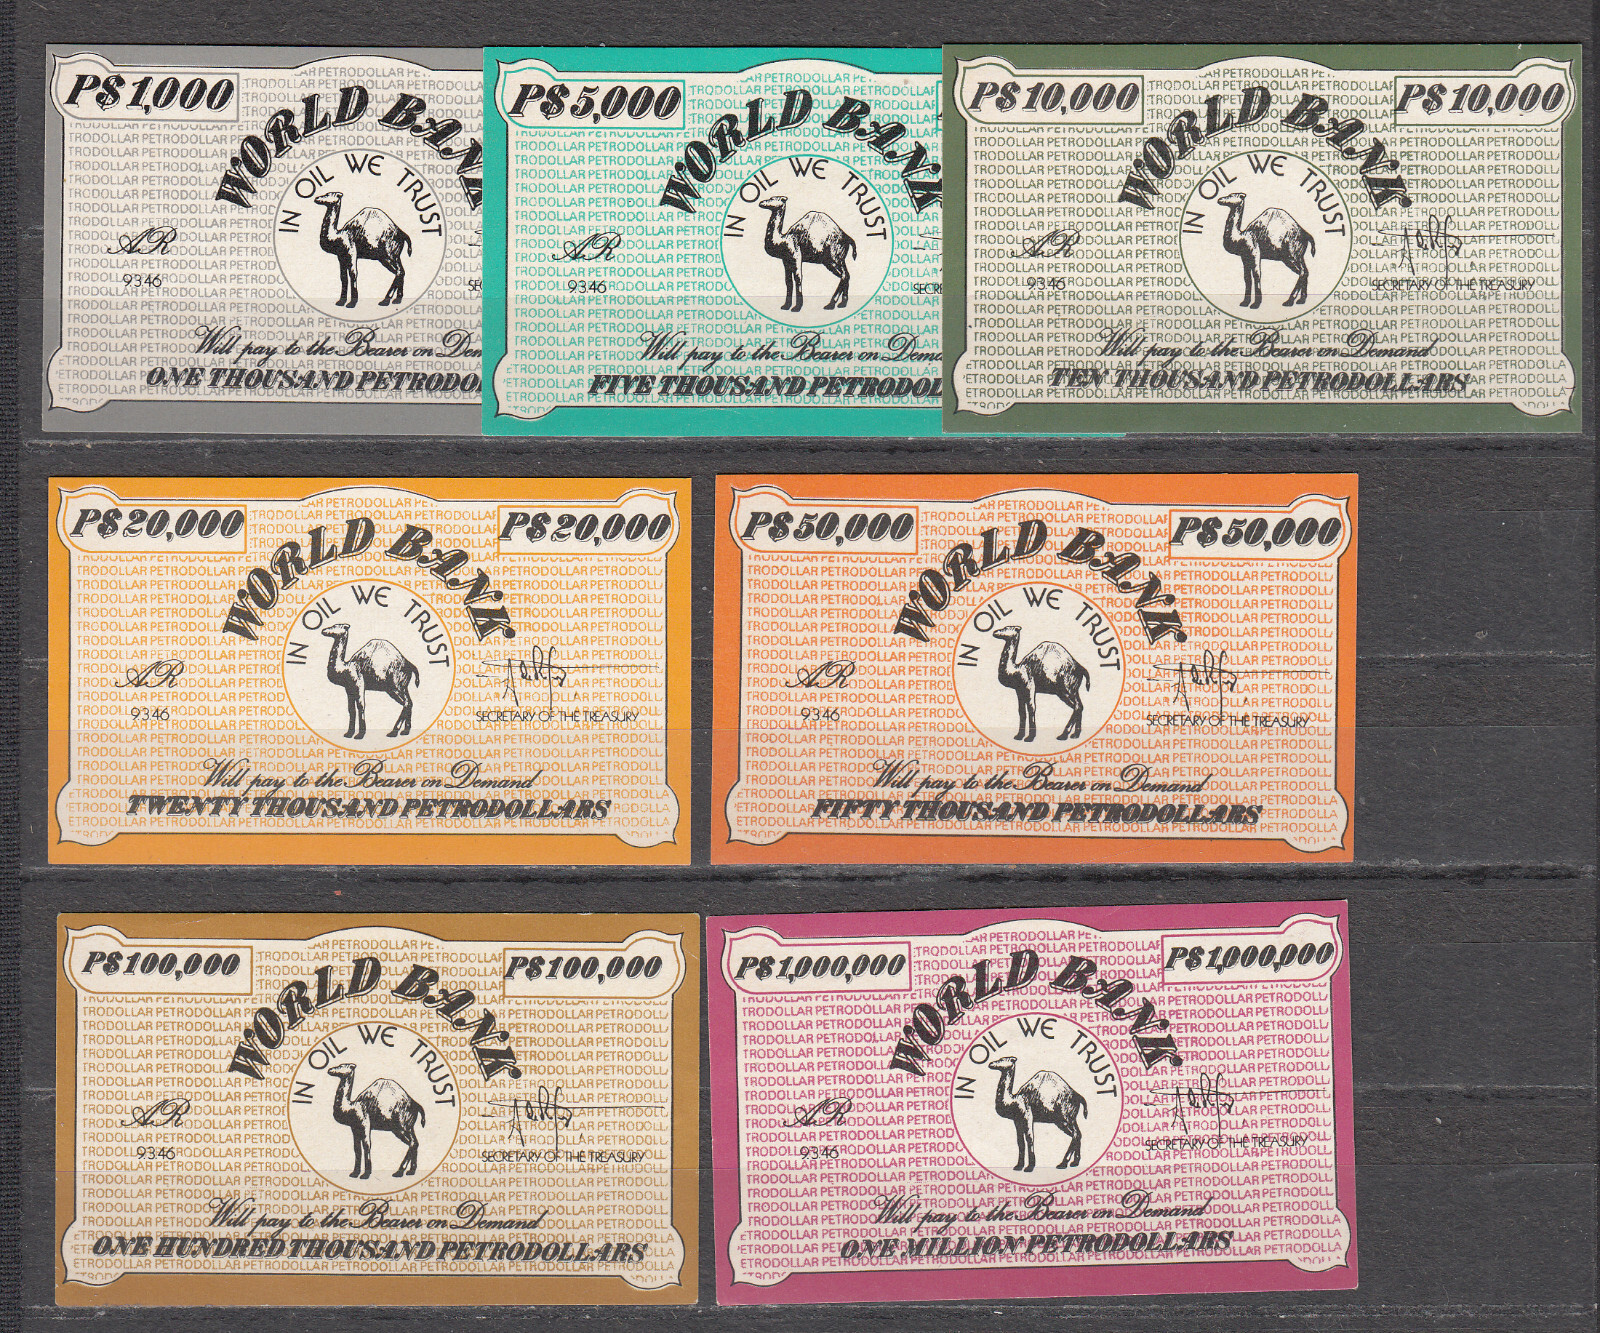 P$1,000
WORLD BANK
IN OIL WE TRUST
AR
9346
Will pay to the Bearer on Dem
ONE THOUSAND PETRODOL
P$5,000
WORLD BANK
IN OIL WE TRUST
AR
9346
Will pay to the Bearer on Dema
FIVE THOUSAND PETRODOL
P$10,000 P$10,000
WORLD BANK
IN OIL WE TRUST
AR
9346 SECRETARY OF THE TREASURY
Will pay to the Bearer on Demand
TEN THOUSAND PETRODOLLARS
P$20,000 P$20,000
WORLD BANK
IN OIL WE TRUST
AR
9346 SECRETARY OF THE TREASURY
Will pay to the Bearer on Demand
TWENTY THOUSAND PETRODOLLARS
P$50,000 P$50,000
WORLD BANK
IN OIL WE TRUST
AR
9346 SECRETARY OF THE TREASURY
Will pay to the Bearer on Demand
FIFTY THOUSAND PETRODOLLARS
P$100,000 P$100,000
WORLD BANK
IN OIL WE TRUST
AR
9346 SECRETARY OF THE TREASURY
Will pay to the Bearer on Demand
ONE HUNDRED THOUSAND PETRODOLLARS
P$1,000,000 P$1,000,000
WORLD BANK
IN OIL WE TRUST
AR
9346 SECRETARY OF THE TREASURY
Will pay to the Bearer on Demand
ONE MILLION PETRODOLLARS